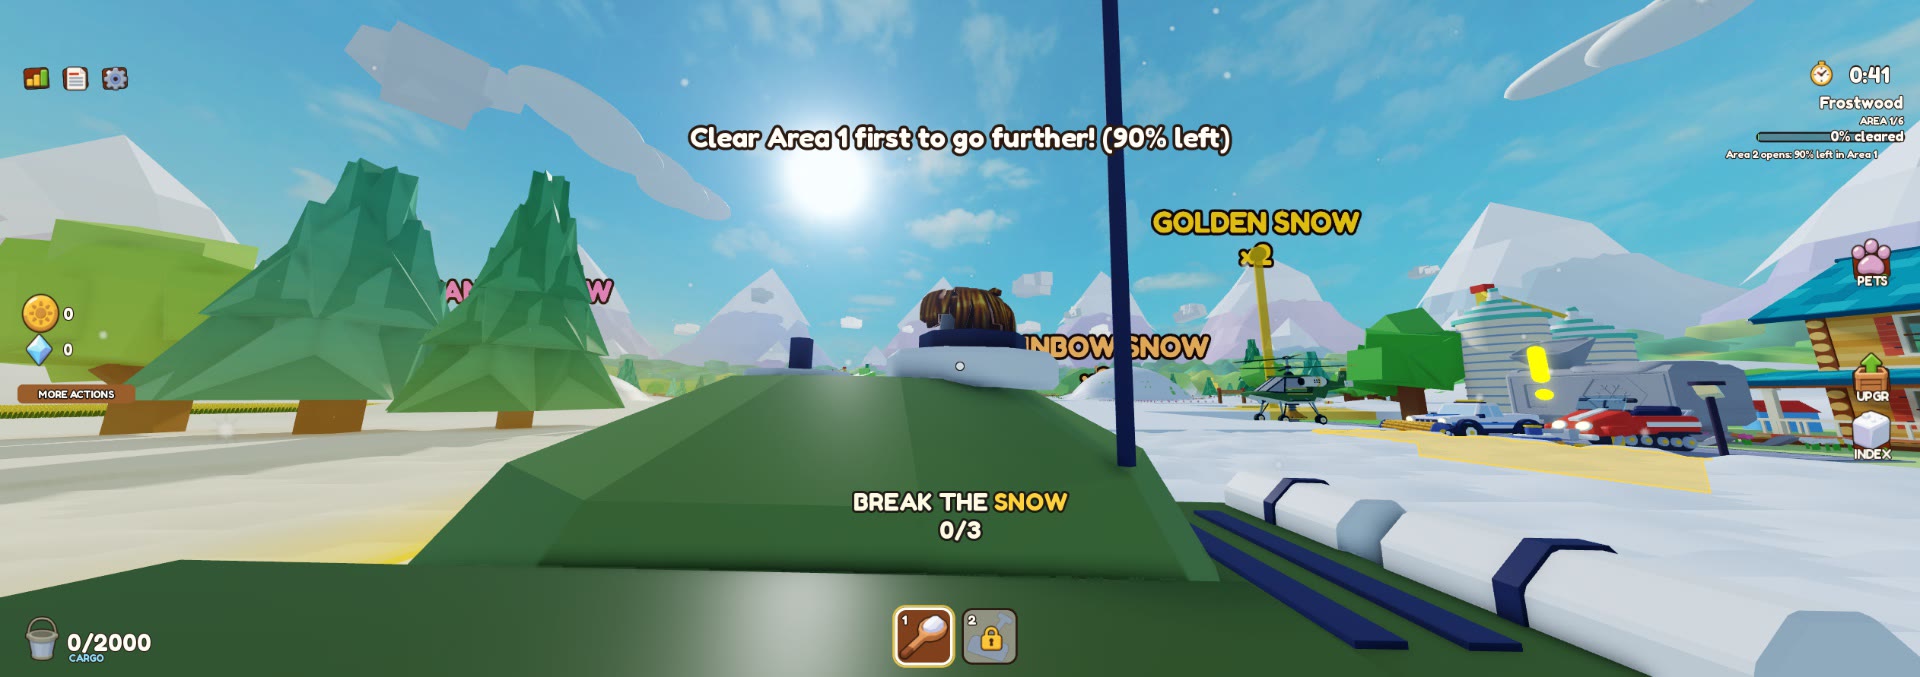 0:41
Frostwood
AREA 1/6
0% cleared
Area 2 opens: 90% left in Area 1
Clear Area 1 first to go further! (90% left)
GOLDEN SNOW
x2
SNOW
PETS
0
0
MORE ACTIONS
UPGR
INDEX
BREAK THE SNOW
0/3
1
2
0/2000
CARGO